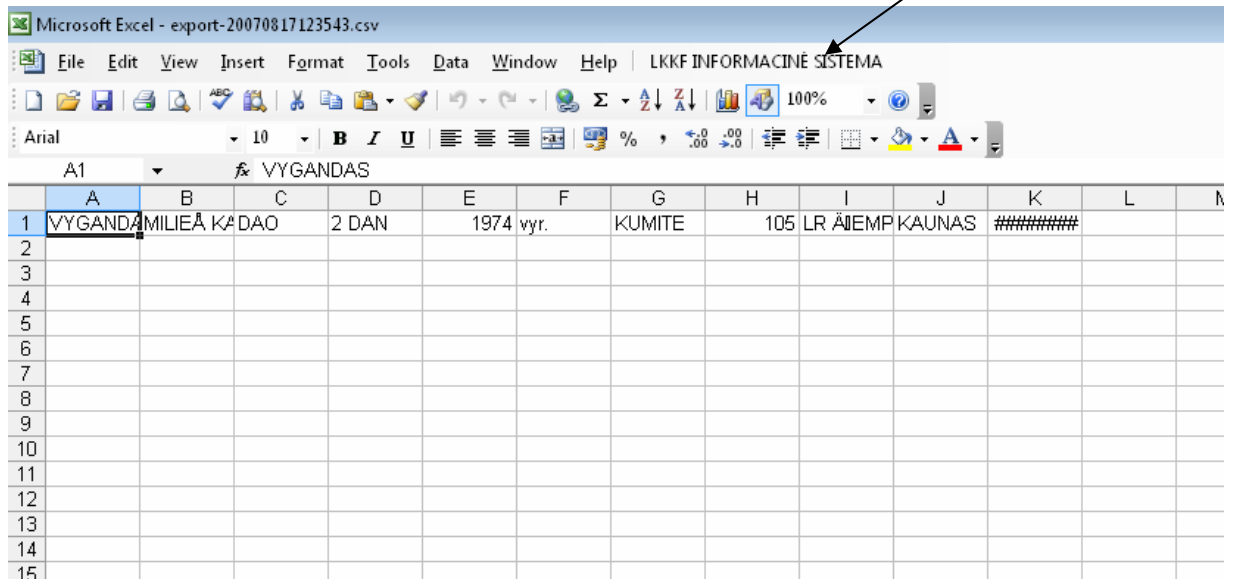 Microsoft Excel - export-20070817123543.csv
File Edit View Insert Format Tools Data Window Help LKKF INFORMACINĖ SISTEMA
100%
Arial 10 B I U % ,
A1 fx VYGANDAS
A B C D E F G H I J K L M
1 VYGANDA MILIEÅ KA DAO 2 DAN 1974 vyr. KUMITE 105 LR KAUNAS ########
2
3
4
5
6
7
8
9
10
11
12
13
14
15